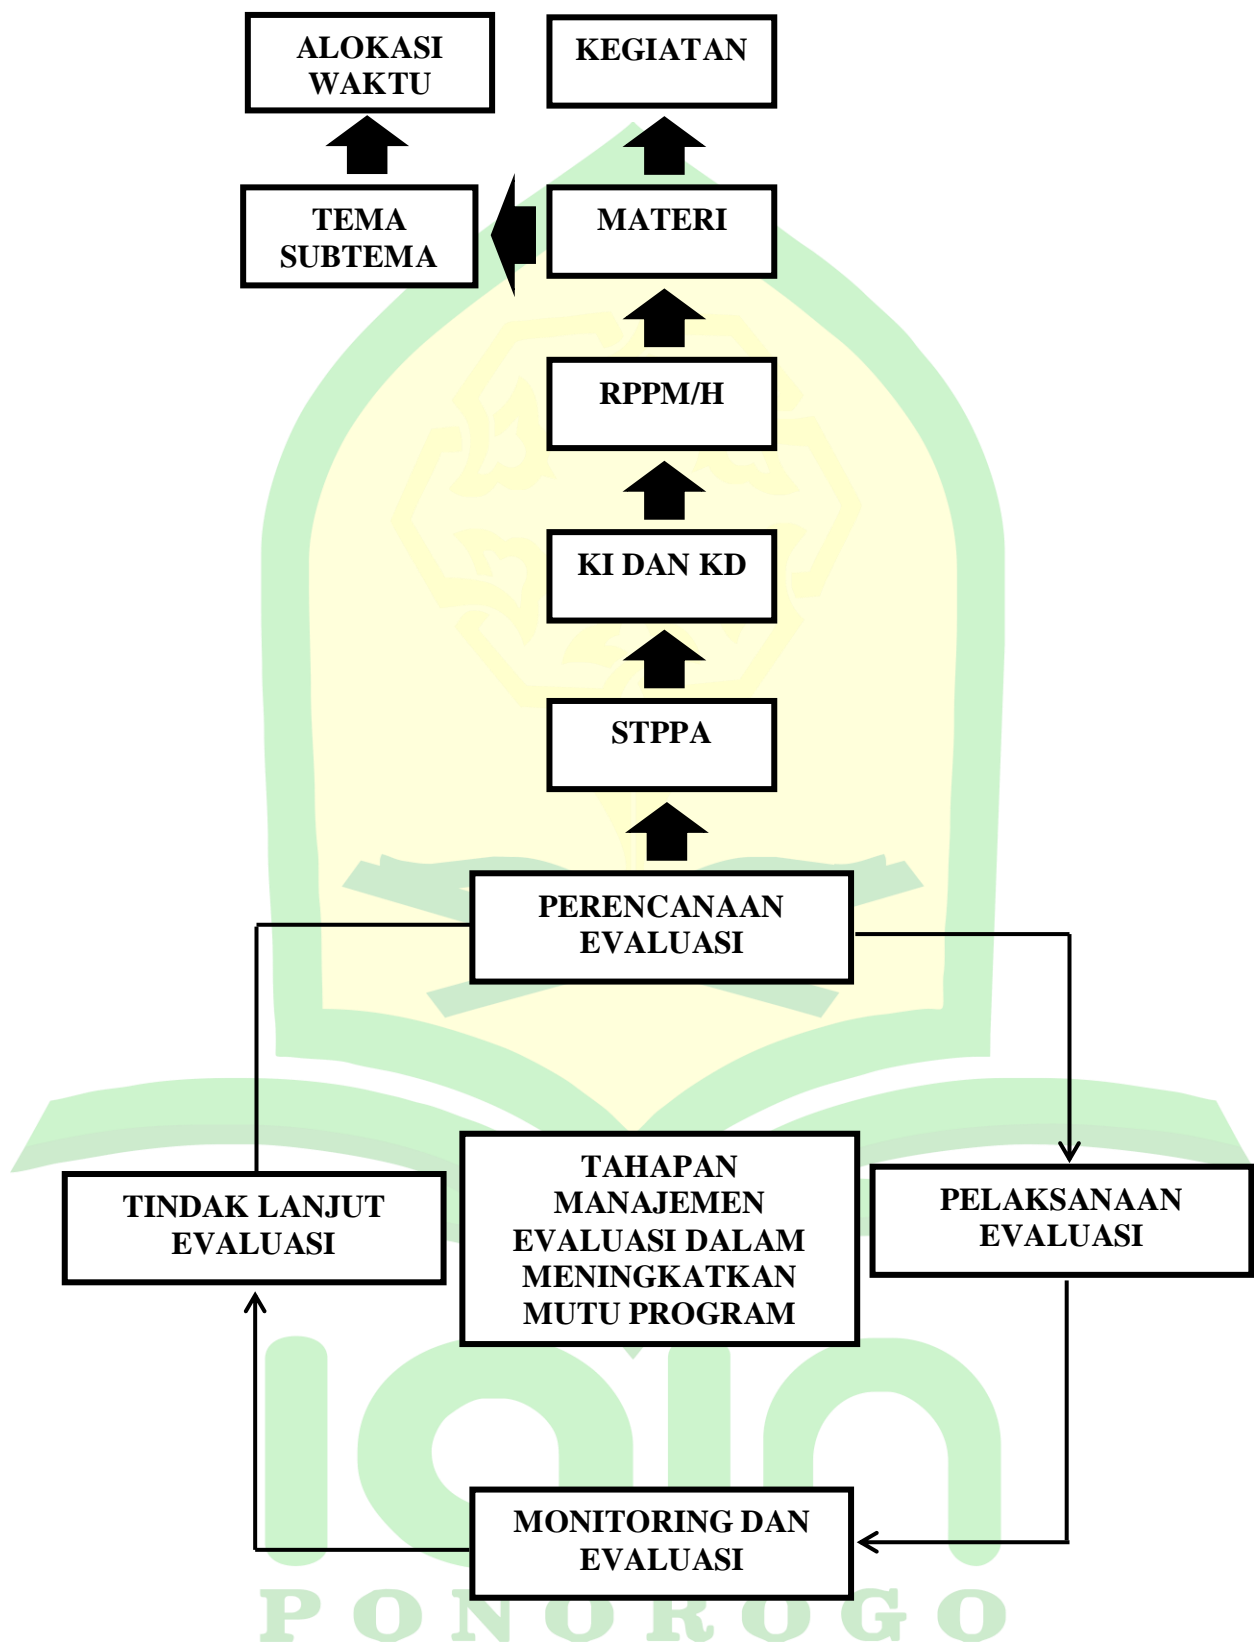 ALOKASI
WAKTU
KEGIATAN
TEMA
SUBTEMA
MATERI
RPPM/H
KI DAN KD
STPPA
PERENCANAAN
EVALUASI
TINDAK LANJUT
EVALUASI
TAHAPAN
MANAJEMEN
EVALUASI DALAM
MENINGKATKAN
MUTU PROGRAM
PELAKSANAAN
EVALUASI
MONITORING DAN
EVALUASI
iain
PONOROGO